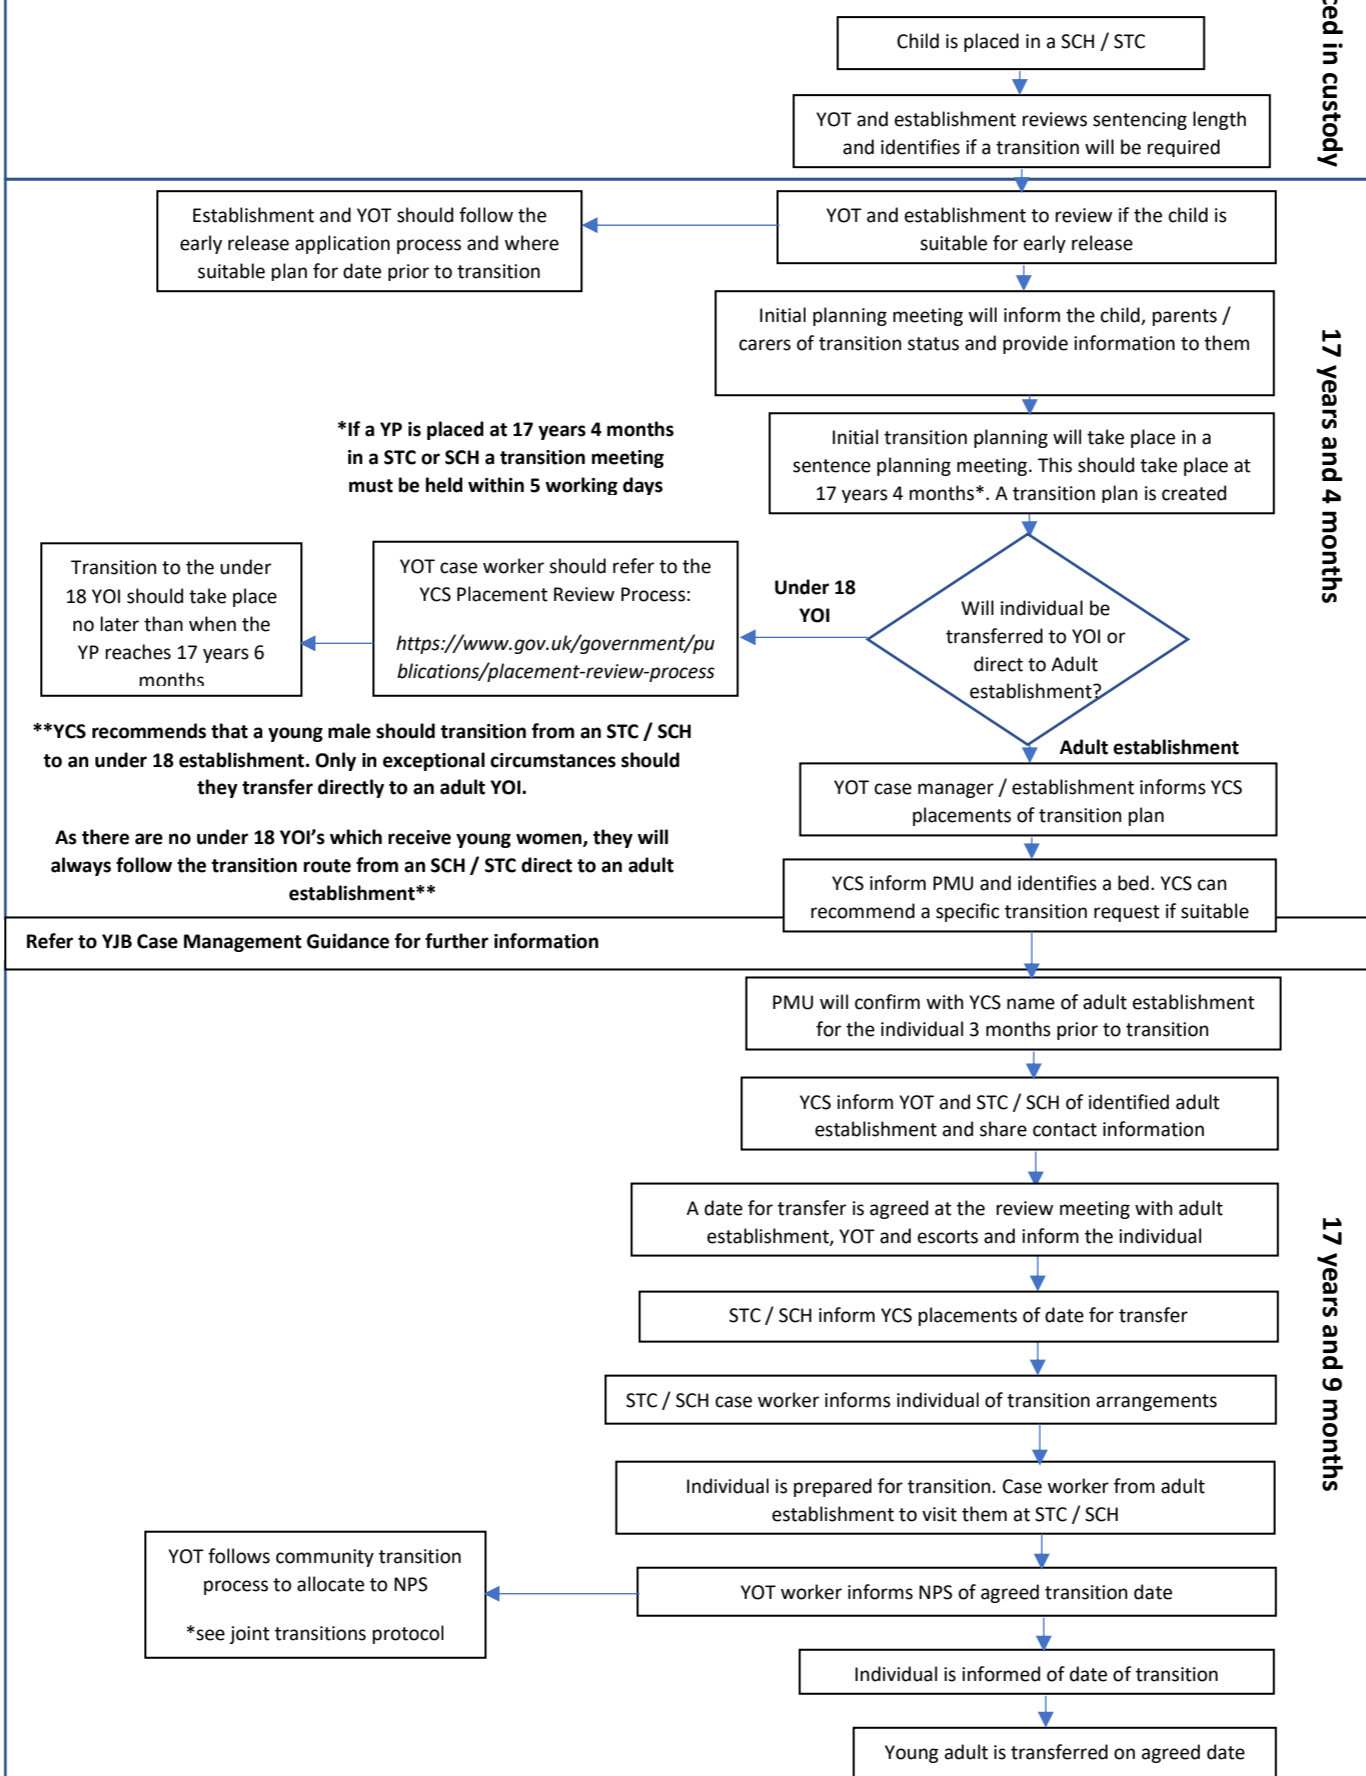 ced in custody
Child is placed in a SCH / STC
YOT and establishment reviews sentencing length
and identifies if a transition will be required
17 years and 4 months
YOT and establishment to review if the child is
suitable for early release
Establishment and YOT should follow the
early release application process and where
suitable plan for date prior to transition
Initial planning meeting will inform the child, parents /
carers of transition status and provide information to them
*If a YP is placed at 17 years 4 months
in a STC or SCH a transition meeting
must be held within 5 working days
Initial transition planning will take place in a
sentence planning meeting. This should take place at
17 years 4 months*. A transition plan is created
Will individual be
transferred to YOI or
direct to Adult
establishment?
Under 18
YOI
YOT case worker should refer to the
YCS Placement Review Process:
https://www.gov.uk/government/pu
blications/placement-review-process
Transition to the under
18 YOI should take place
no later than when the
YP reaches 17 years 6
months
**YCS recommends that a young male should transition from an STC / SCH
to an under 18 establishment. Only in exceptional circumstances should
they transfer directly to an adult YOI.
As there are no under 18 YOI's which receive young women, they will
always follow the transition route from an SCH / STC direct to an adult
establishment**
Adult establishment
YOT case manager / establishment informs YCS
placements of transition plan
YCS inform PMU and identifies a bed. YCS can
recommend a specific transition request if suitable
Refer to YJB Case Management Guidance for further information
17 years and 9 months
PMU will confirm with YCS name of adult establishment
for the individual 3 months prior to transition
YCS inform YOT and STC / SCH of identified adult
establishment and share contact information
A date for transfer is agreed at the  review meeting with adult
establishment, YOT and escorts and inform the individual
STC / SCH inform YCS placements of date for transfer
STC / SCH case worker informs individual of transition arrangements
Individual is prepared for transition. Case worker from adult
establishment to visit them at STC / SCH
YOT worker informs NPS of agreed transition date
YOT follows community transition
process to allocate to NPS
*see joint transitions protocol
Individual is informed of date of transition
Young adult is transferred on agreed date